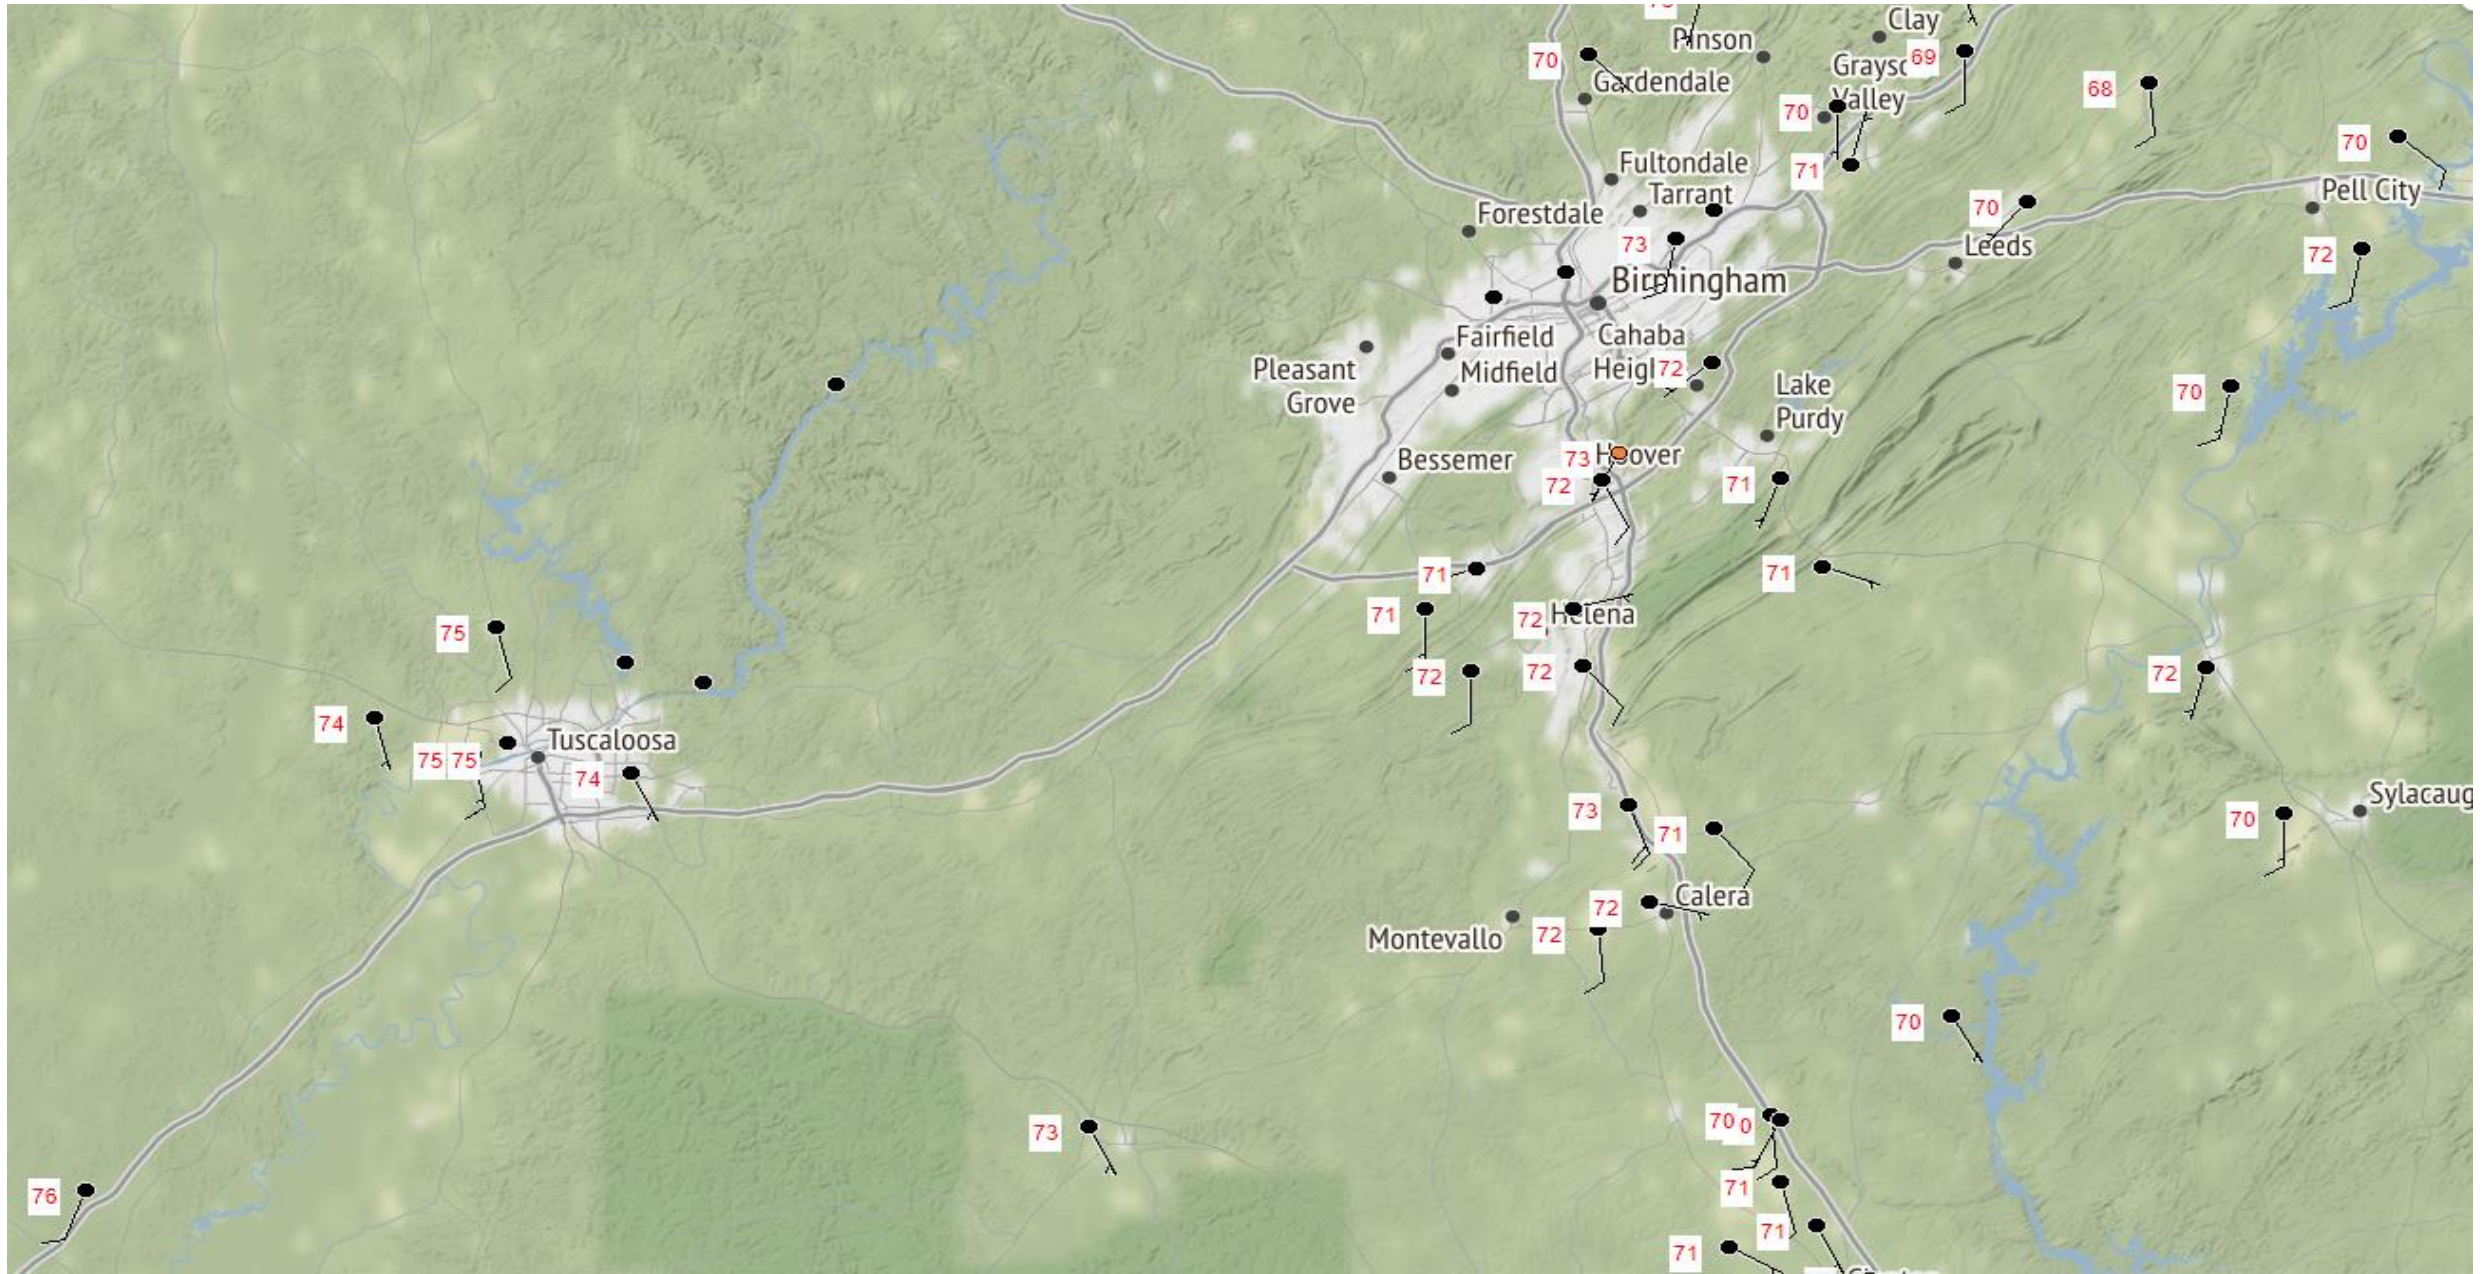 Clay
Pinson
70
Grayso
69
Gardendale
68
Valley
70
70
Fultondale
71
Tarrant
Pell City
70
Forestdale
73
Leeds
72
Birmingham
Fairfield
Cahaba
Pleasant
Midfield
Heig
72
Lake
70
Grove
Purdy
Bessemer
73
Hoover
72
71
71
71
71
72
Helena
75
72
72
72
74
Tuscaloosa
75
75
74
Sylacaug
73
70
71
Calera
72
72
Montevallo
70
70
0
73
71
76
71
71